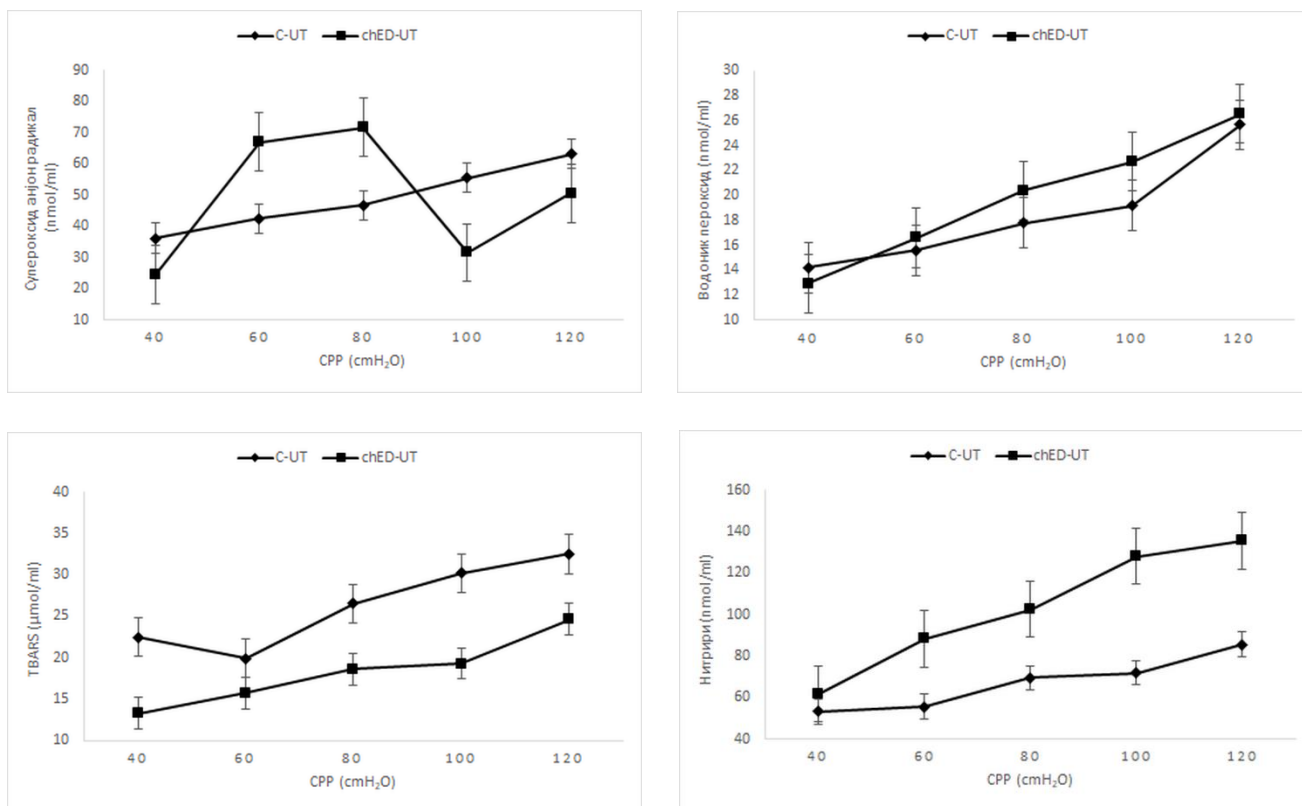 C-UT chED-UT
Супероксид анјон радикал
(nmol/ml)
90
80
70
60
50
40
30
20
10
40 60 80 100 120
CPP (cmH₂O)
C-UT chED-UT
Водоник пероксид (nmol/ml)
30
28
26
24
22
20
18
16
14
12
10
40 60 80 100 120
CPP (cmH₂O)
C-UT chED-UT
TBARS (μmol/ml)
40
35
30
25
20
15
10
40 60 80 100 120
CPP (cmH₂O)
C-UT chED-UT
Нитрири (nmol/ml)
160
140
120
100
80
60
40
40 60 80 100 120
CPP (cmH₂O)